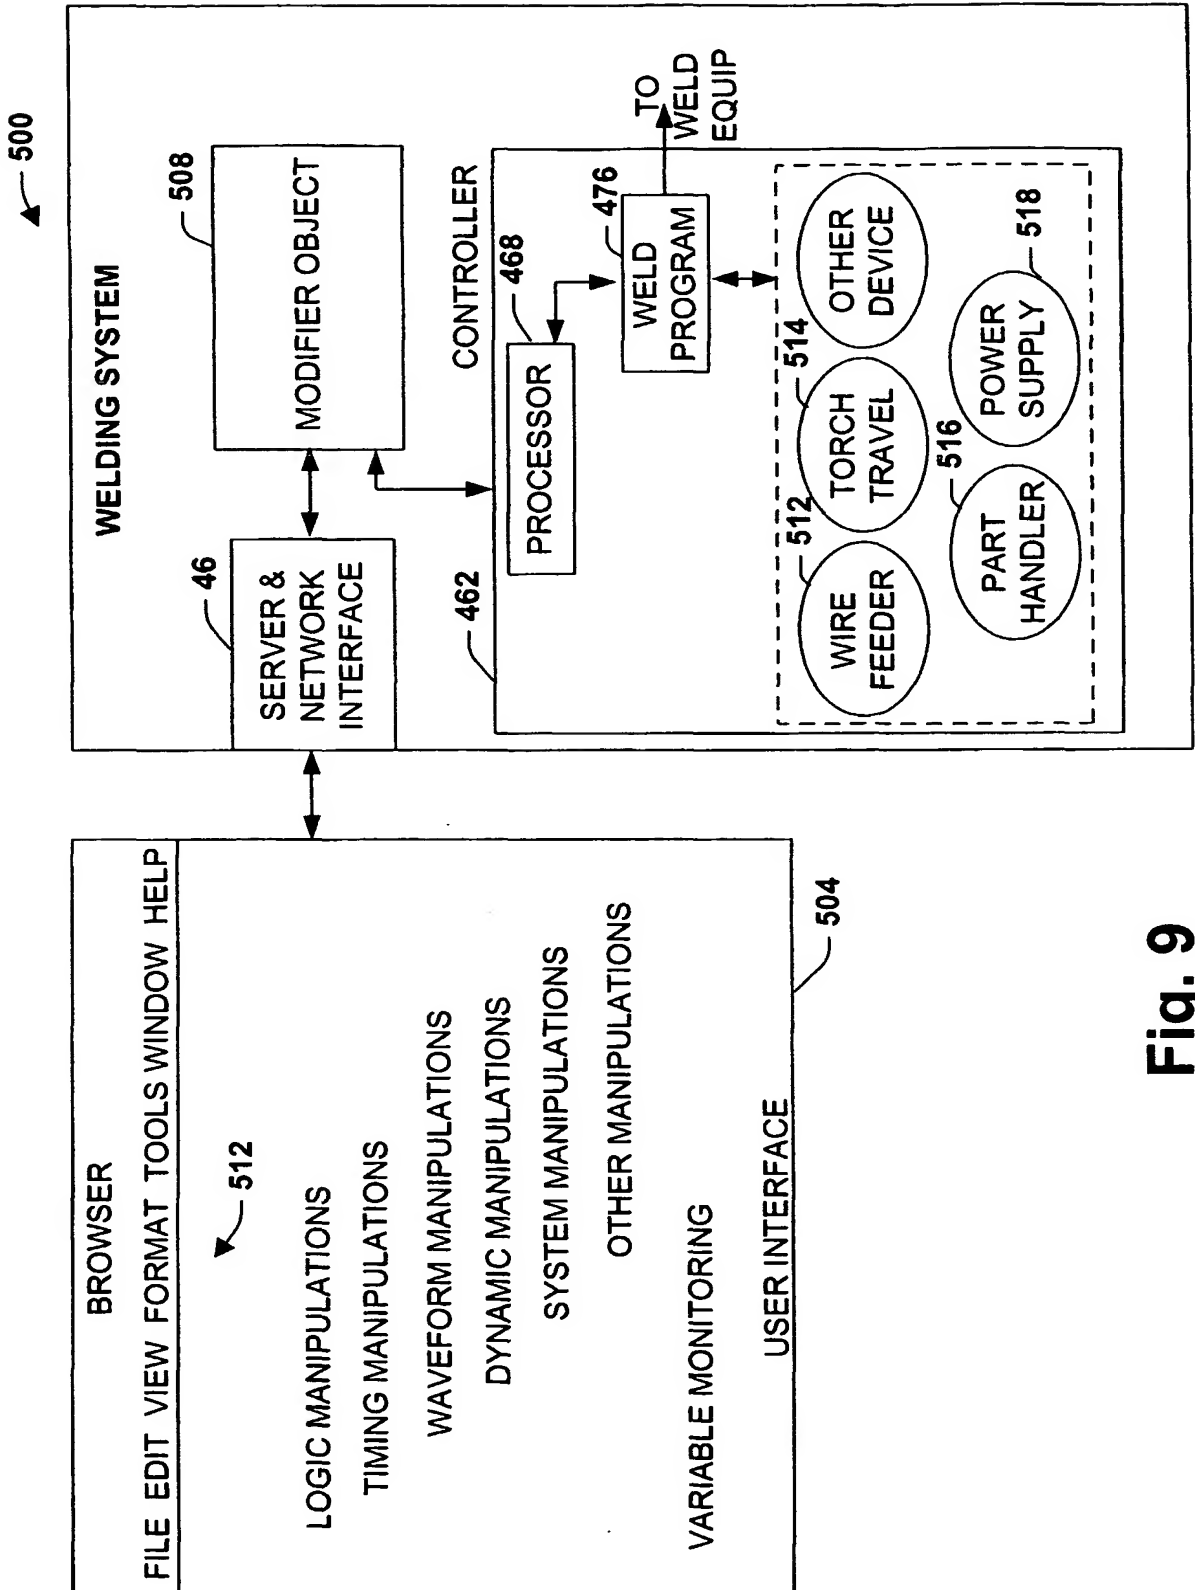 500
BROWSER
FILE EDIT VIEW FORMAT TOOLS WINDOW HELP
512
LOGIC MANIPULATIONS
TIMING MANIPULATIONS
WAVEFORM MANIPULATIONS
DYNAMIC MANIPULATIONS
SYSTEM MANIPULATIONS
OTHER MANIPULATIONS
VARIABLE MONITORING
USER INTERFACE
504
WELDING SYSTEM
46
SERVER &
NETWORK
INTERFACE
508
MODIFIER OBJECT
462
CONTROLLER
PROCESSOR
468
WELD
PROGRAM
476
TO
WELD
EQUIP
WIRE
FEEDER
512
TORCH
TRAVEL
514
OTHER
DEVICE
PART
HANDLER
516
POWER
SUPPLY
518
Fig. 9